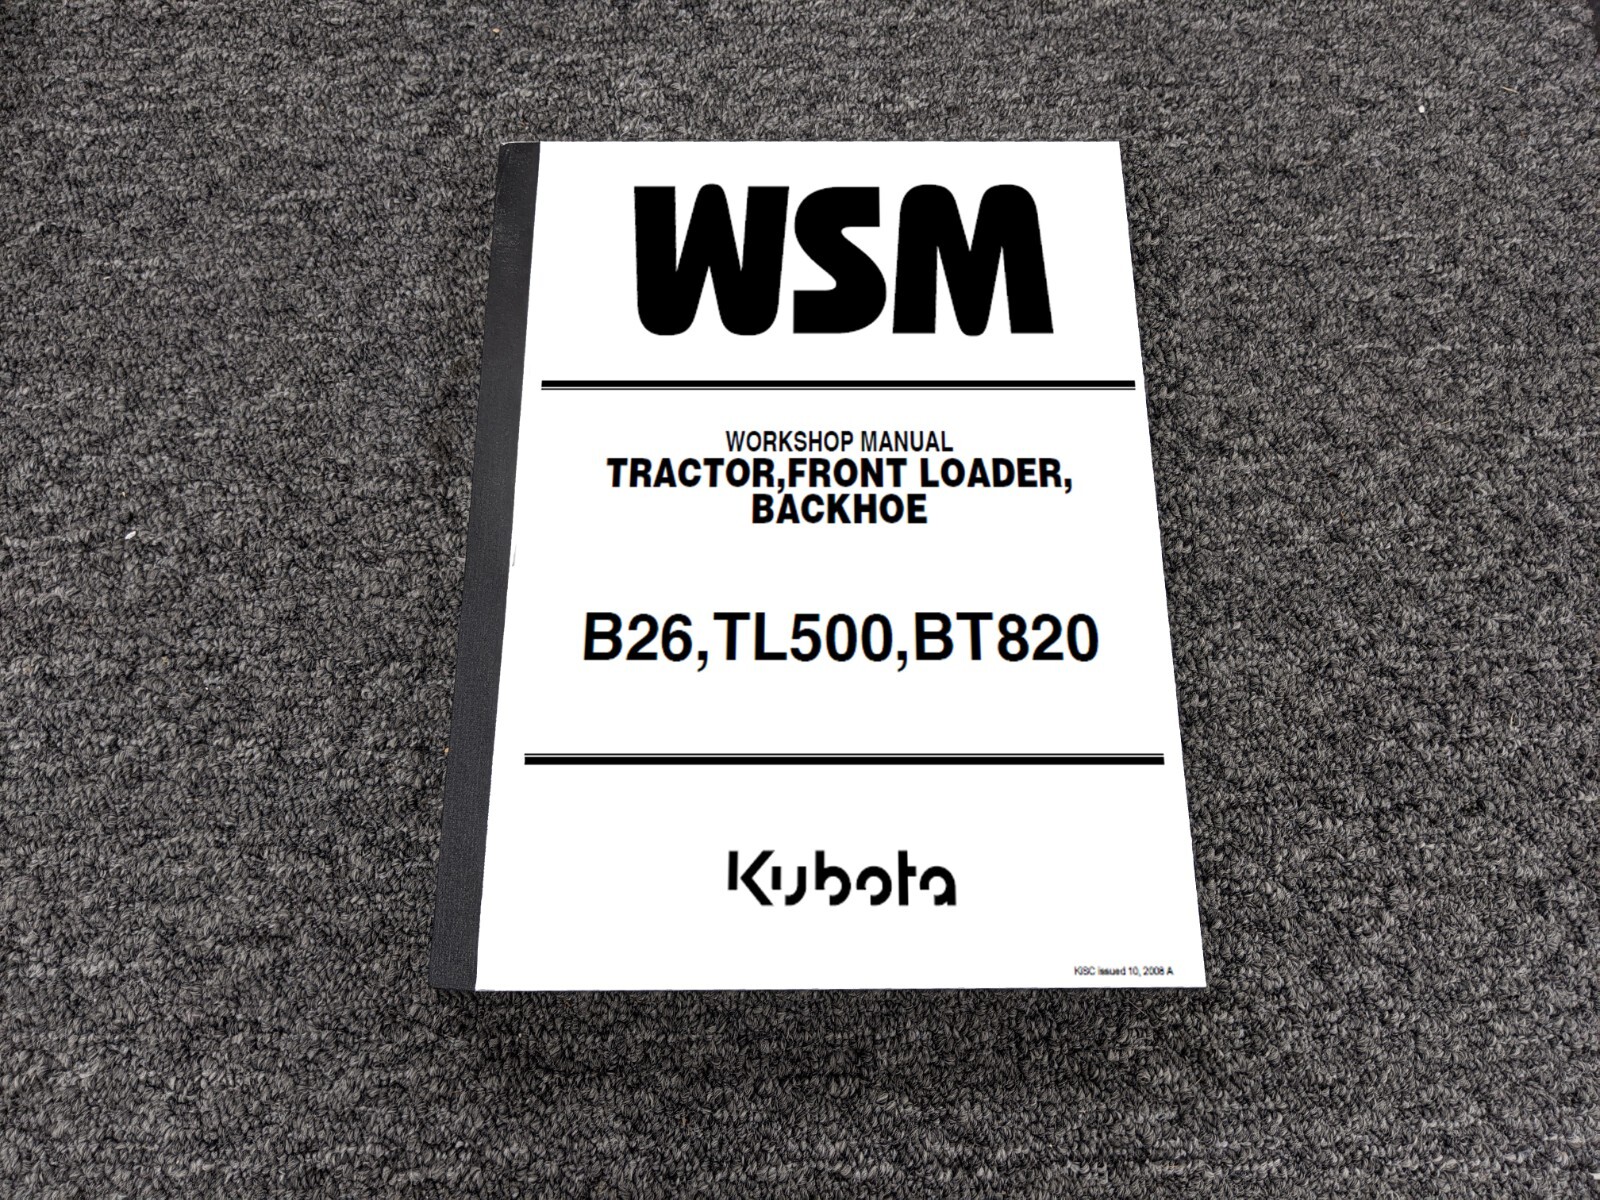 WSM
WORKSHOP MANUAL
TRACTOR,FRONT LOADER,
BACKHOE
B26,TL500,BT820
Kubota
KiSC issued 10, 2008 A